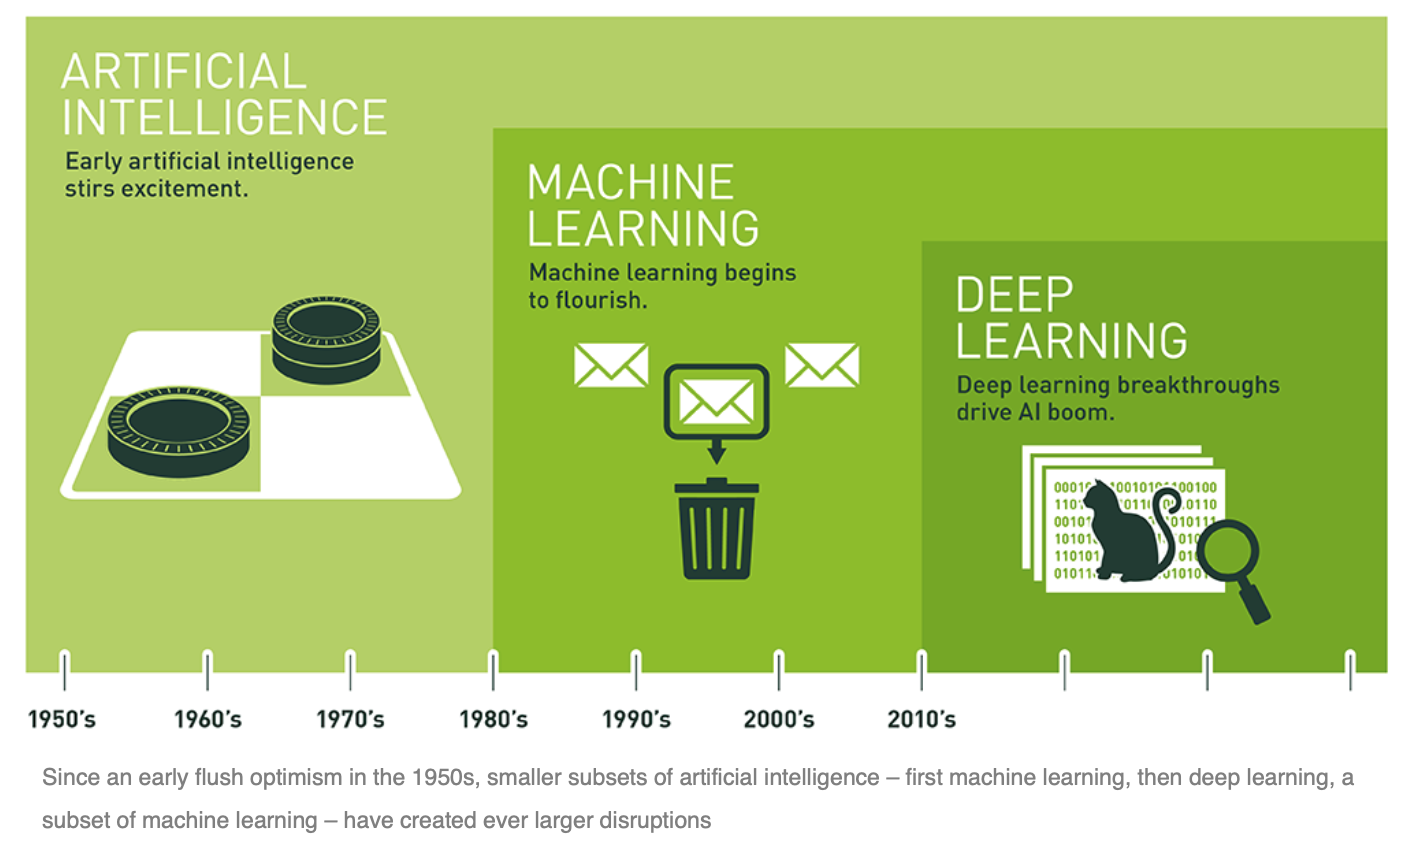 ARTIFICIAL
INTELLIGENCE
Early artificial intelligence
stirs excitement.
MACHINE
LEARNING
Machine learning begins
to flourish.
DEEP
LEARNING
Deep learning breakthroughs
drive AI boom.
1950's
1960's
1970's
1980's
1990's
2000's
2010's
Since an early flush optimism in the 1950s, smaller subsets of artificial intelligence – first machine learning, then deep learning, a
subset of machine learning – have created ever larger disruptions